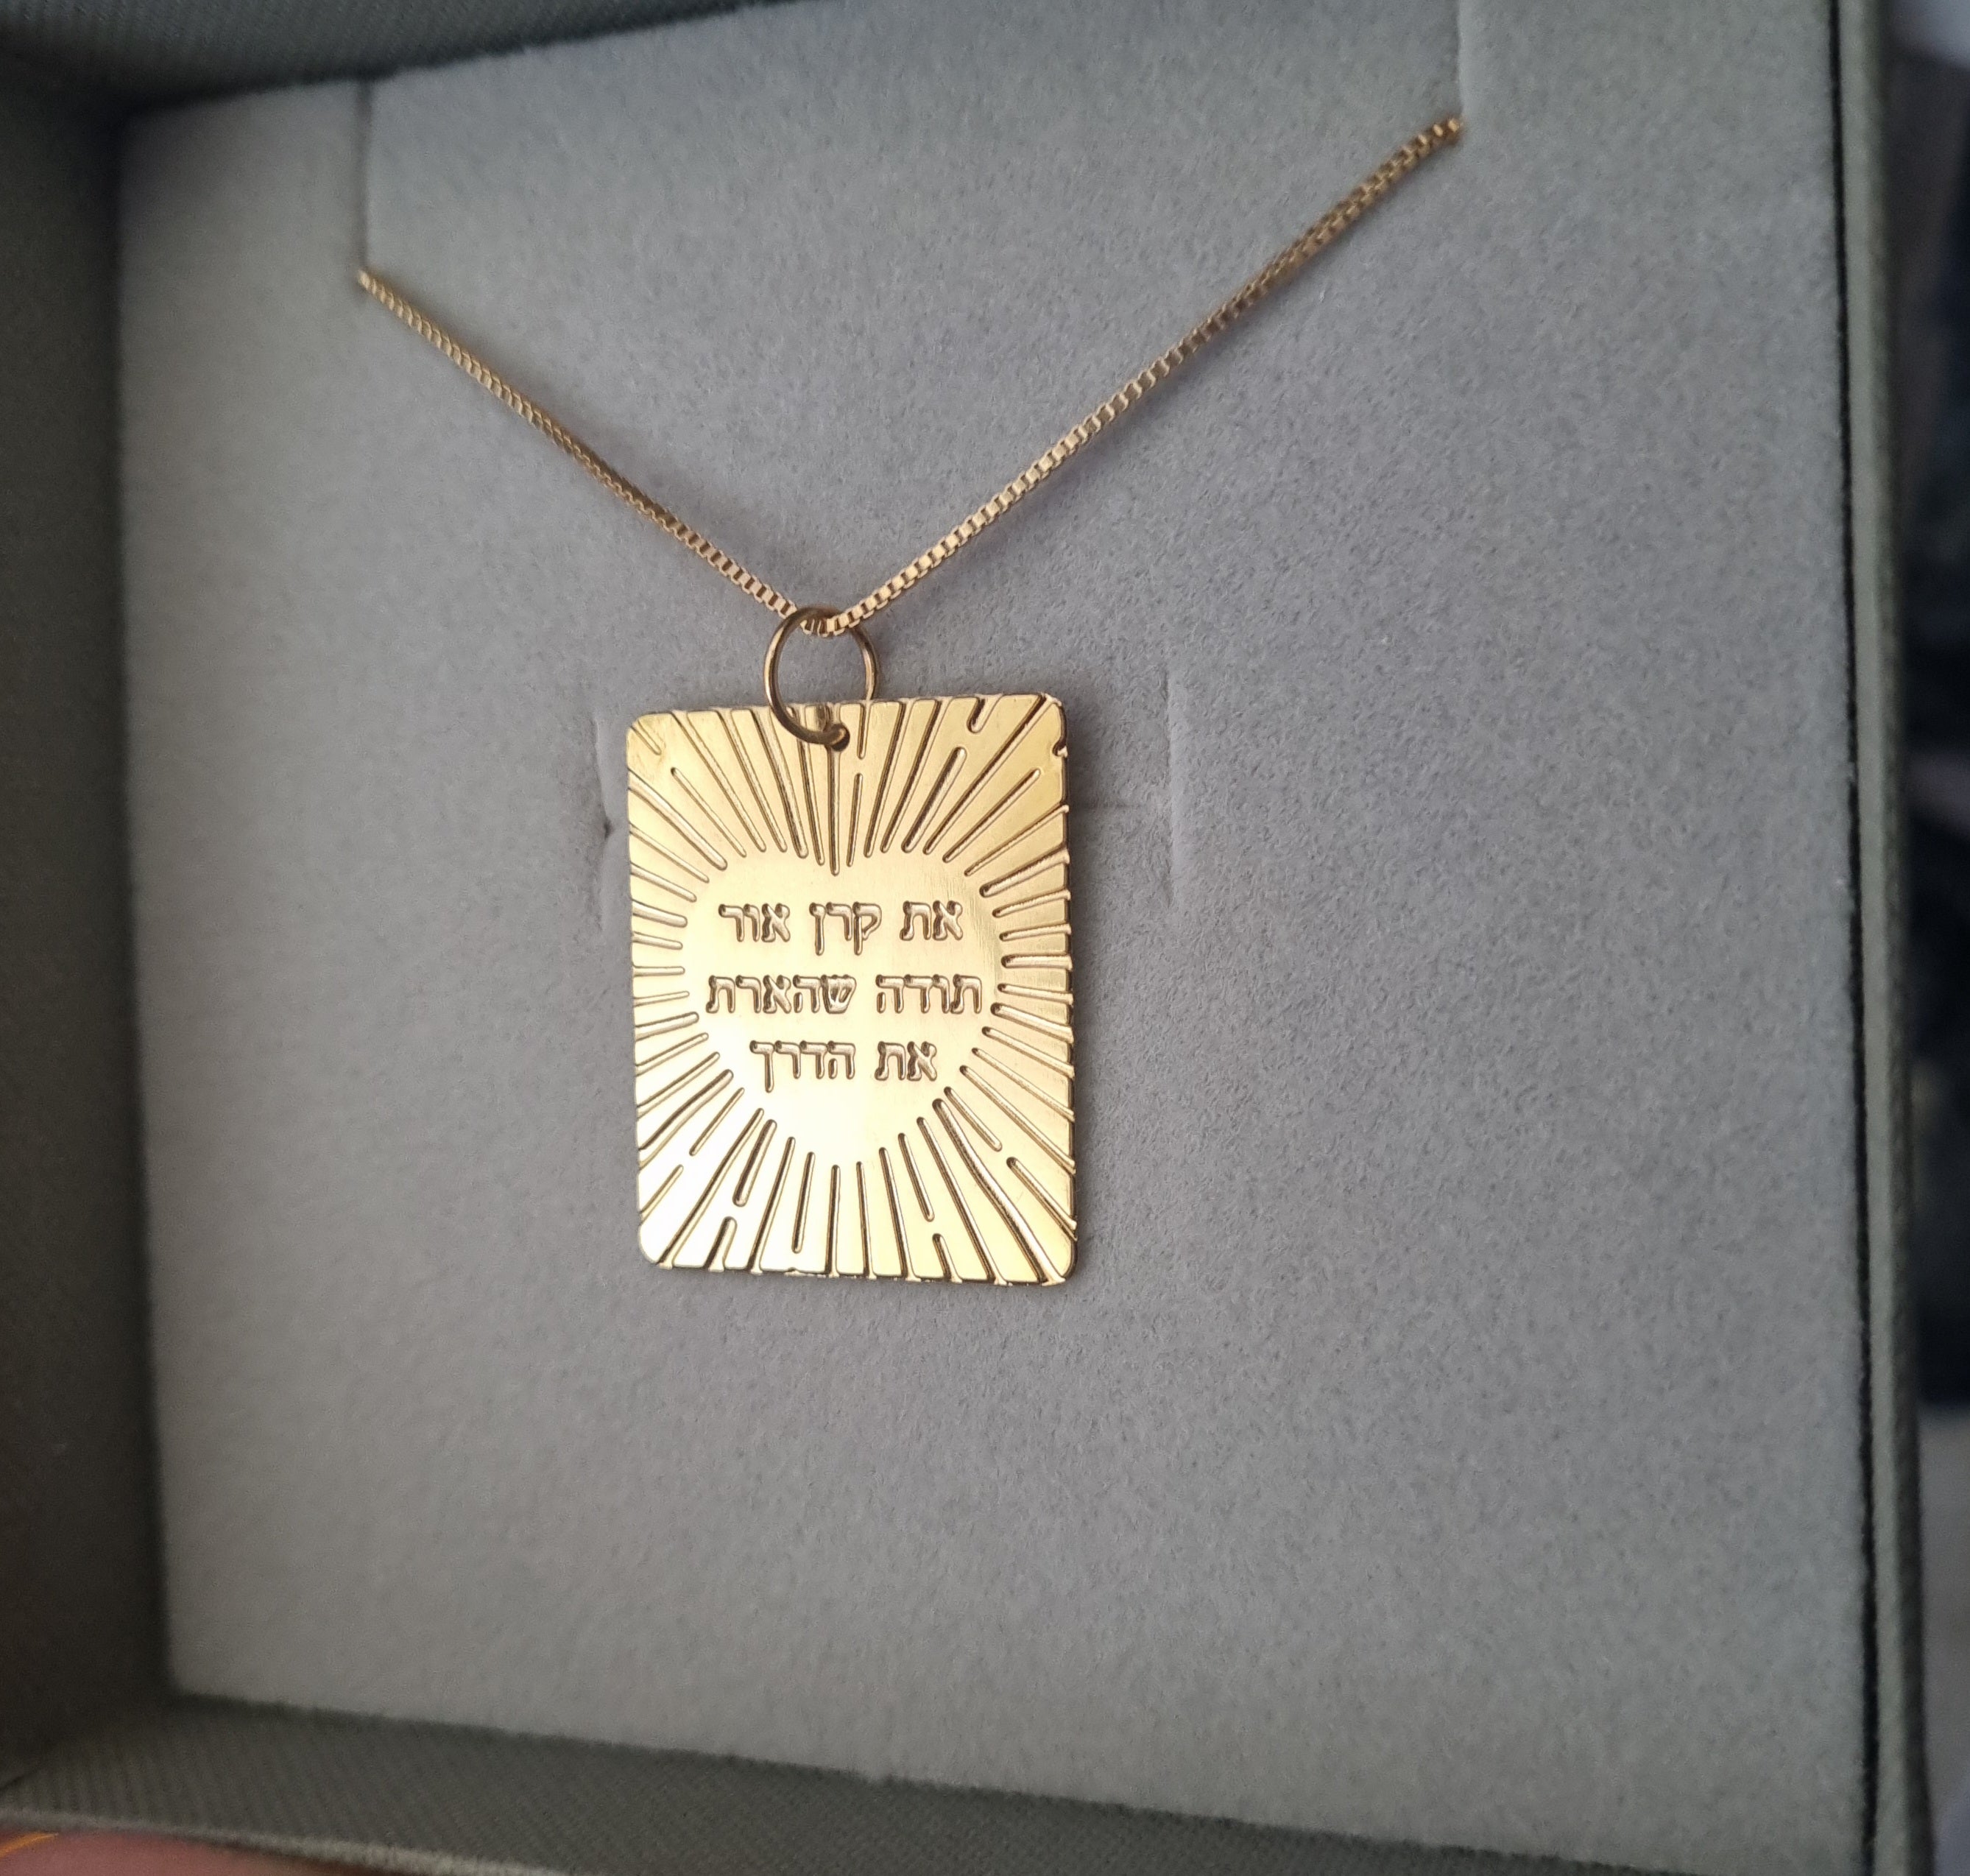 את קרן אור
תודה שהארת
את הדרך